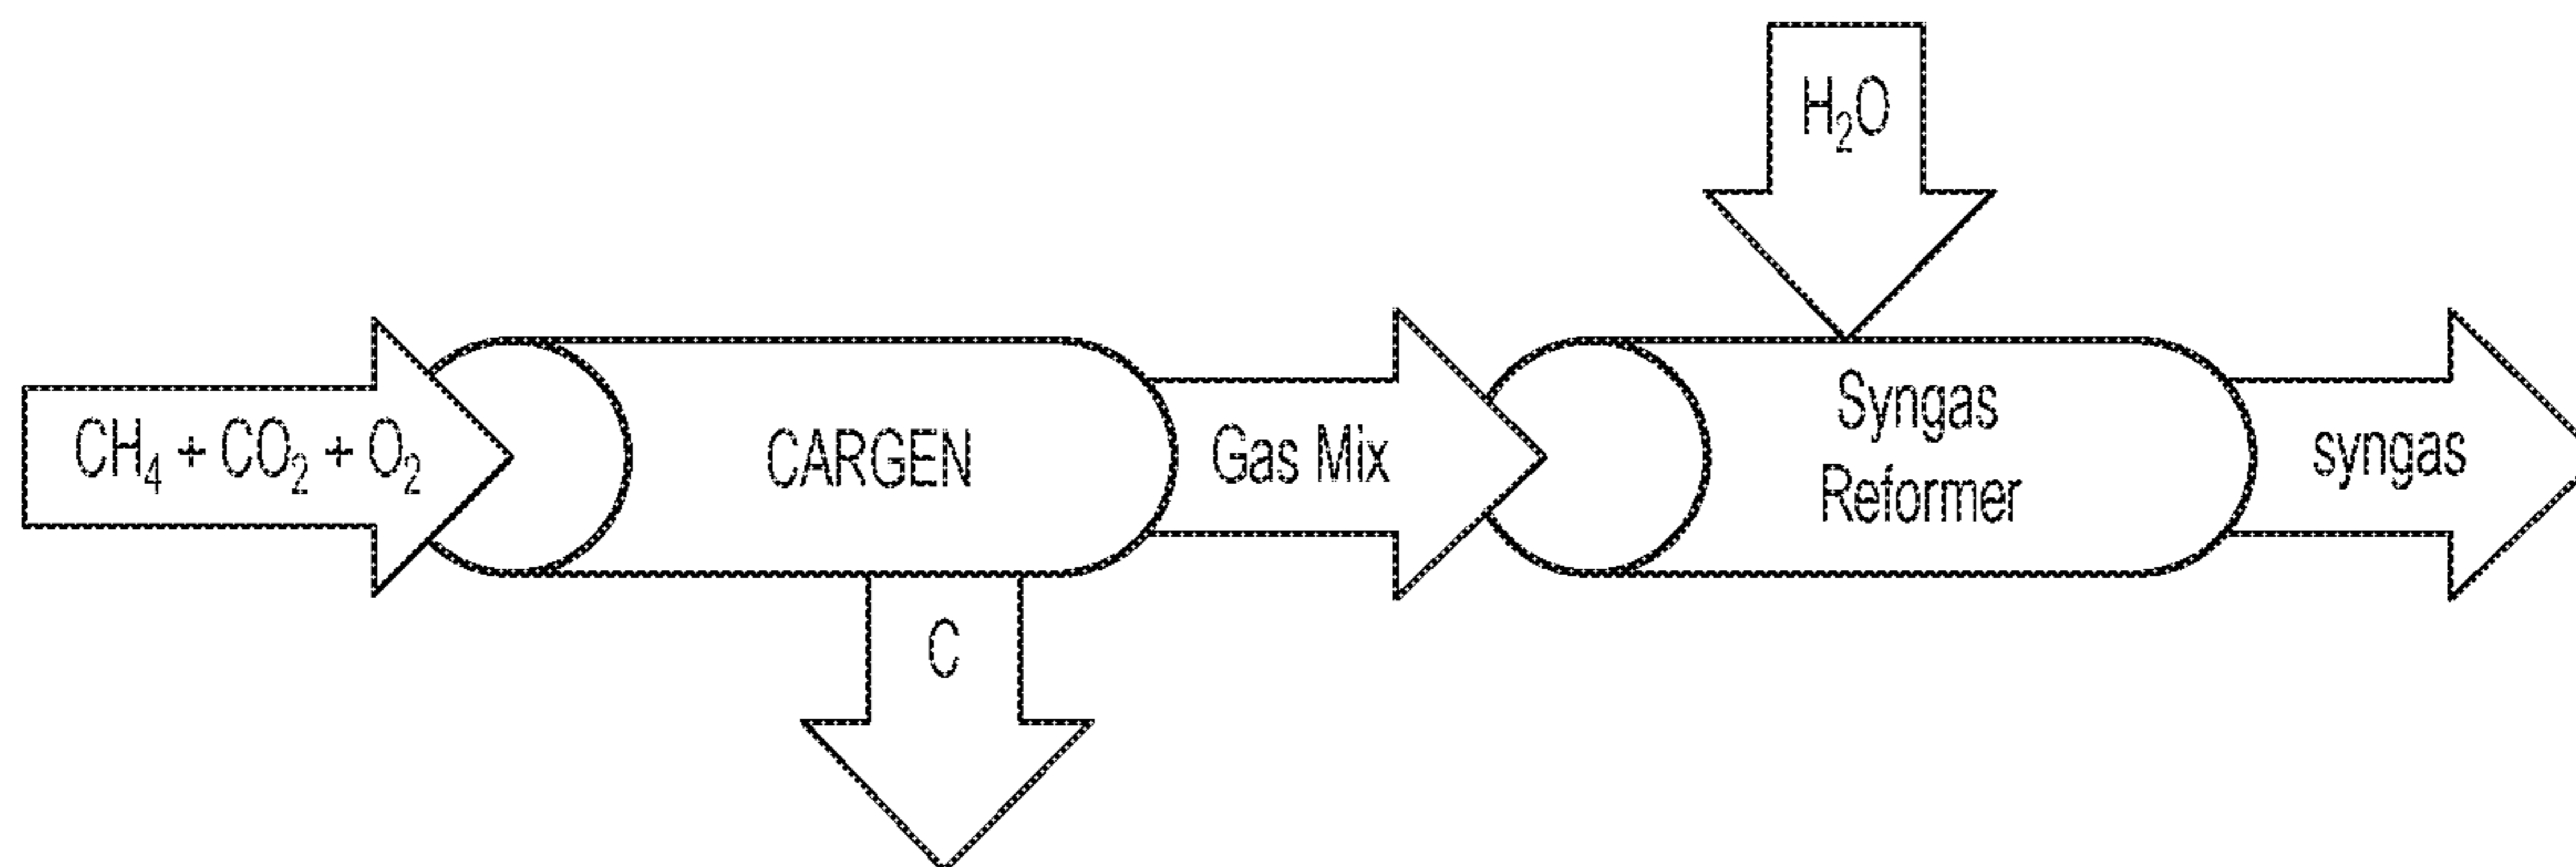 H₂O
CH₄ + CO₂ + O₂
CARGEN
Gas Mix
Syngas
Reformer
syngas
C